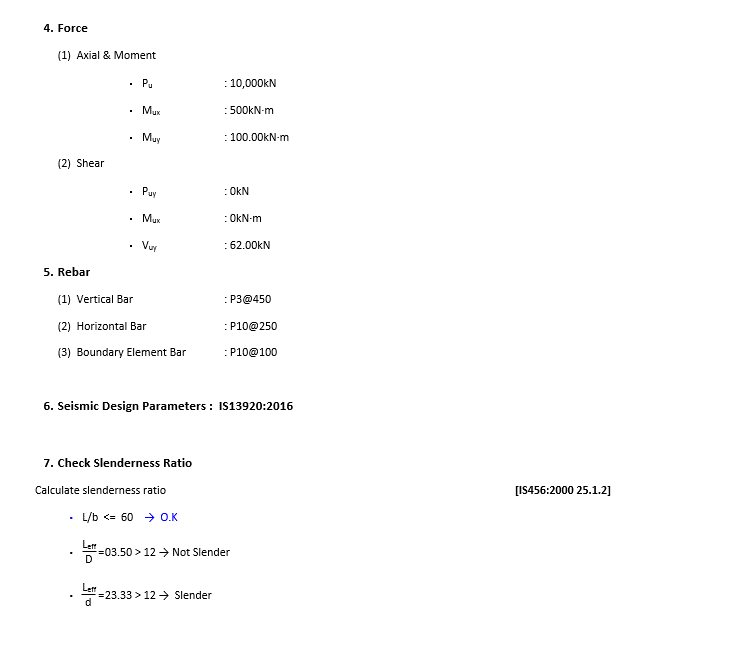 4. Force
(1) Axial & Moment
· Pu : 10,000kN
· Mux : 500kN·m
· Muy : 100.00kN·m
(2) Shear
· Puy : 0kN
· Mux : 0kN·m
· Vuy : 62.00kN
5. Rebar
(1) Vertical Bar : P3@450
(2) Horizontal Bar : P10@250
(3) Boundary Element Bar : P10@100
6. Seismic Design Parameters : IS13920:2016
7. Check Slenderness Ratio
Calculate slenderness ratio [IS456:2000 25.1.2]
· L/b <= 60 → O.K
· Leff/D =03.50 > 12 → Not Slender
· Leff/d =23.33 > 12 → Slender